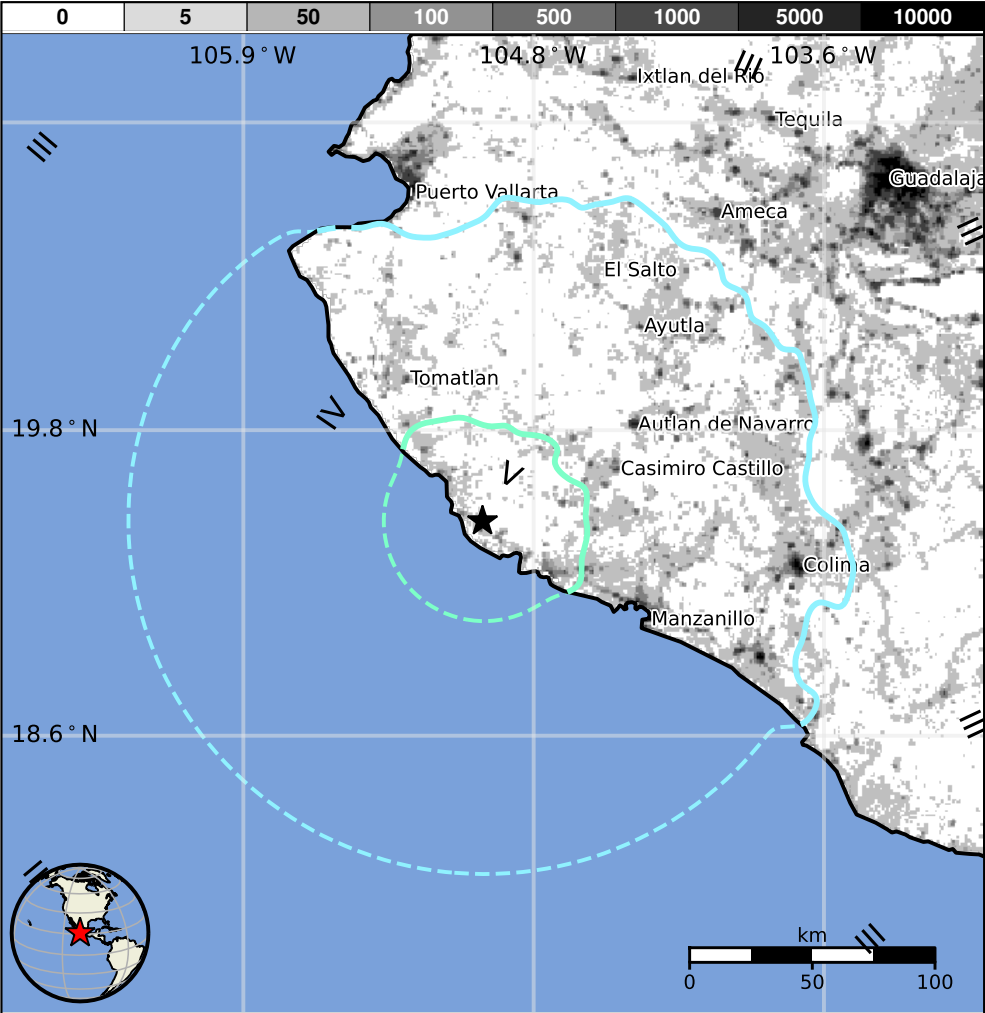 0 5 50 100 500 1000 5000 10000
105.9°W 104.8°W 103.6°W
Ixtlan del Rio
III
Tequila
III
Guadalaja
Puerto Vallarta
Ameca
III
El Salto
Ayutla
Tomatlan
IV
19.8°N
Autlan de Navarro
Casimiro Castillo
V
Colima
Manzanillo
18.6°N
III
km
III
0 50 100